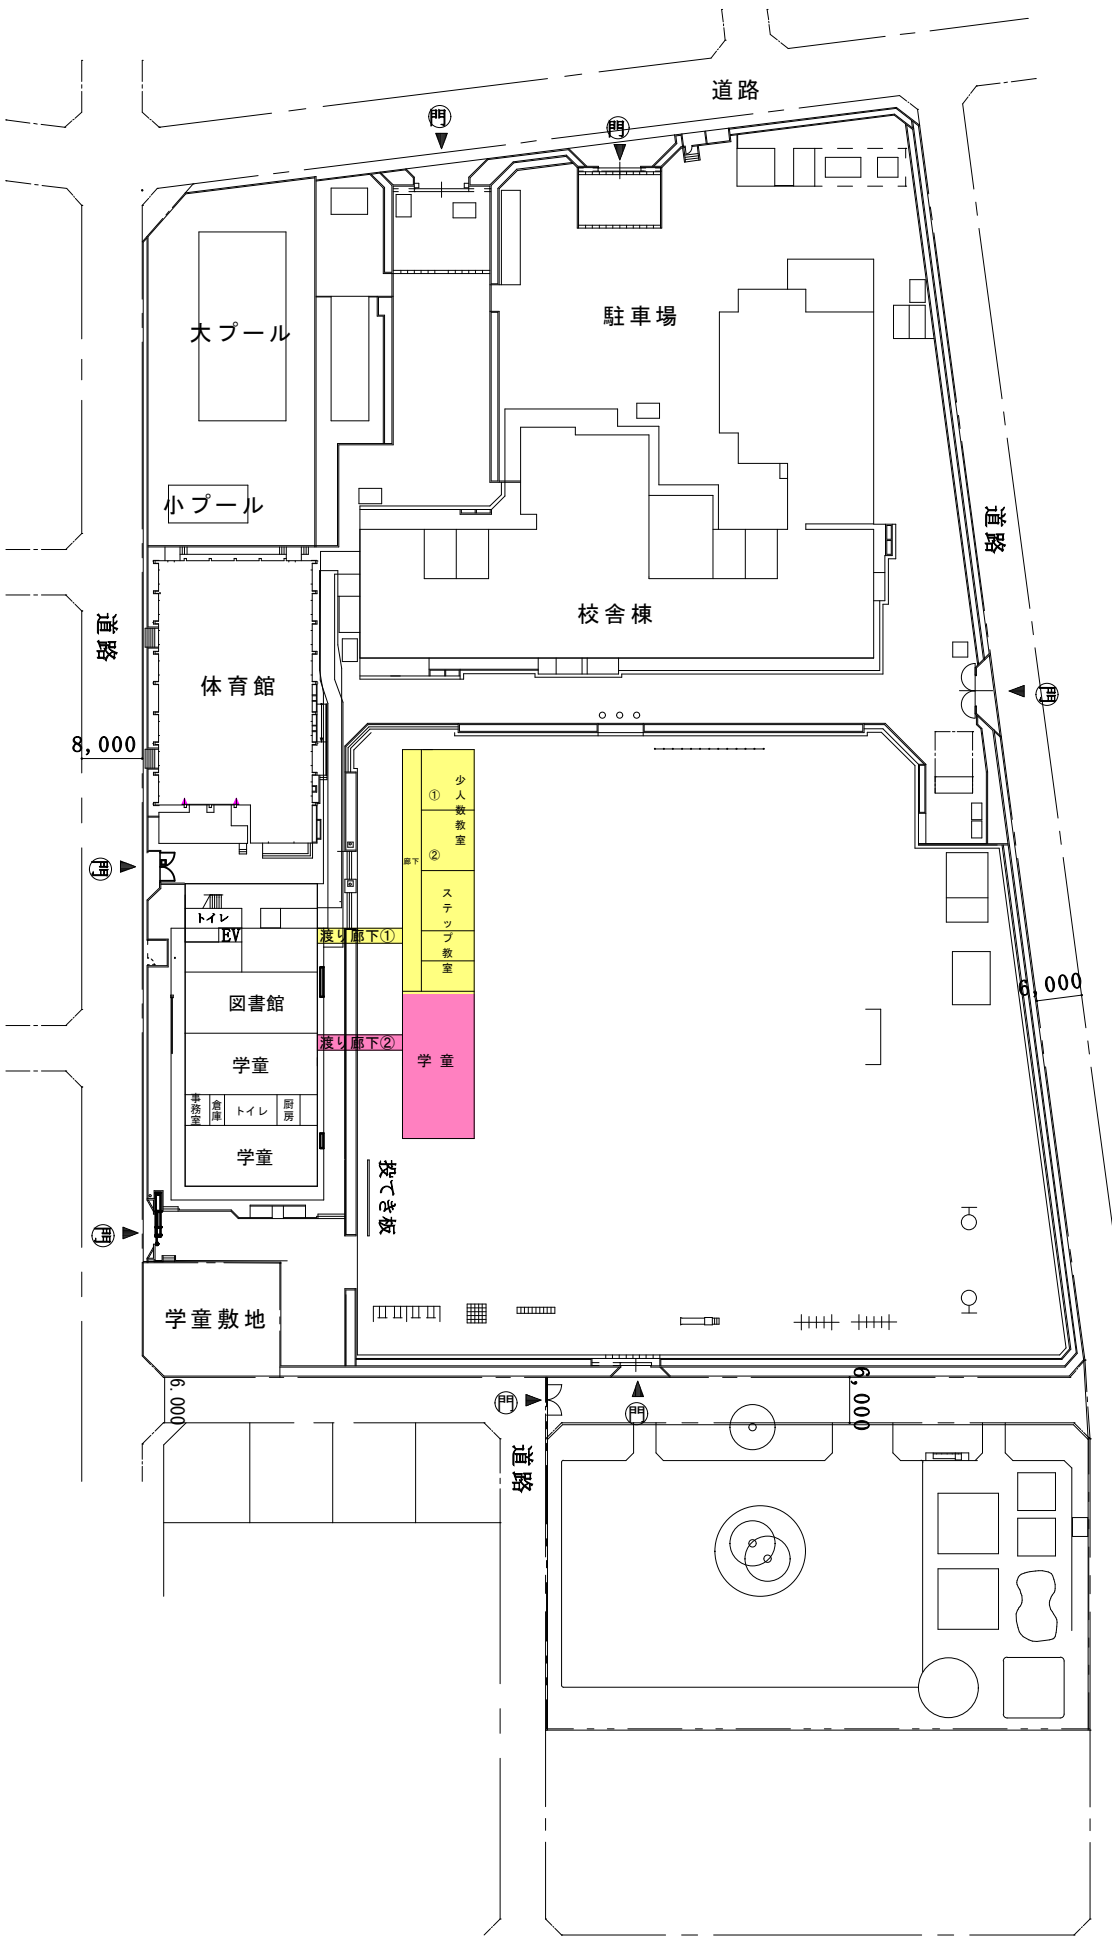 道路
門
門
駐車場
大プール
小プール
道路
校舎棟
道路
体育館
門
8,000
少人数教室
①
②
廊下
門
ステップ教室
トイレ
EV
渡り廊下①
図書館
6,000
渡り廊下②
学童
学童
事務室
倉庫
トイレ
厨房
学童
投てき板
門
学童敷地
6.000
門
門
6,000
道路